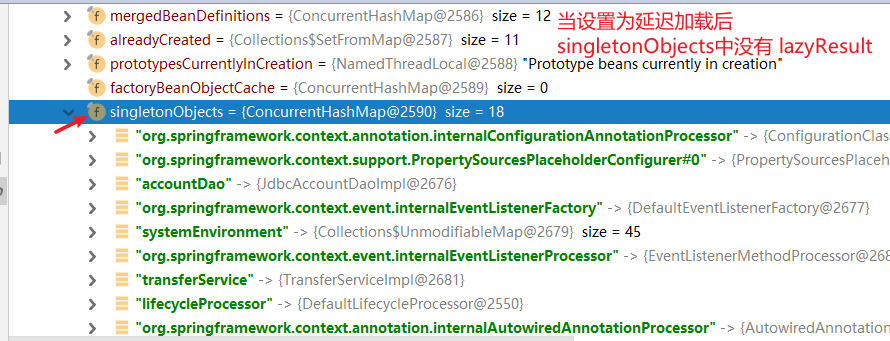 mergedBeanDefinitions = {ConcurrentHashMap@2586} size = 12
当设置为延迟加载后
alreadyCreated = {Collections$SetFromMap@2587} size = 11
singletonObjects中没有 lazyResult
prototypesCurrentlyInCreation = {NamedThreadLocal@2588} "Prototype beans currently in creation"
factoryBeanObjectCache = {ConcurrentHashMap@2589} size = 0
singletonObjects = {ConcurrentHashMap@2590} size = 18
"org.springframework.context.annotation.internalConfigurationAnnotationProcessor" -> {ConfigurationClas
"org.springframework.context.support.PropertySourcesPlaceholderConfigurer#0" -> {PropertySourcesPlaceh
"accountDao" -> {JdbcAccountDaoImpl@2676}
"org.springframework.context.event.internalEventListenerFactory" -> {DefaultEventListenerFactory@2677}
"systemEnvironment" -> {Collections$UnmodifiableMap@2679} size = 45
"org.springframework.context.event.internalEventListenerProcessor" -> {EventListenerMethodProcessor@268
"transferService" -> {TransferServiceImpl@2681}
"lifecycleProcessor" -> {DefaultLifecycleProcessor@2550}
"org.springframework.context.annotation.internalAutowiredAnnotationProcessor" -> {AutowiredAnnotation